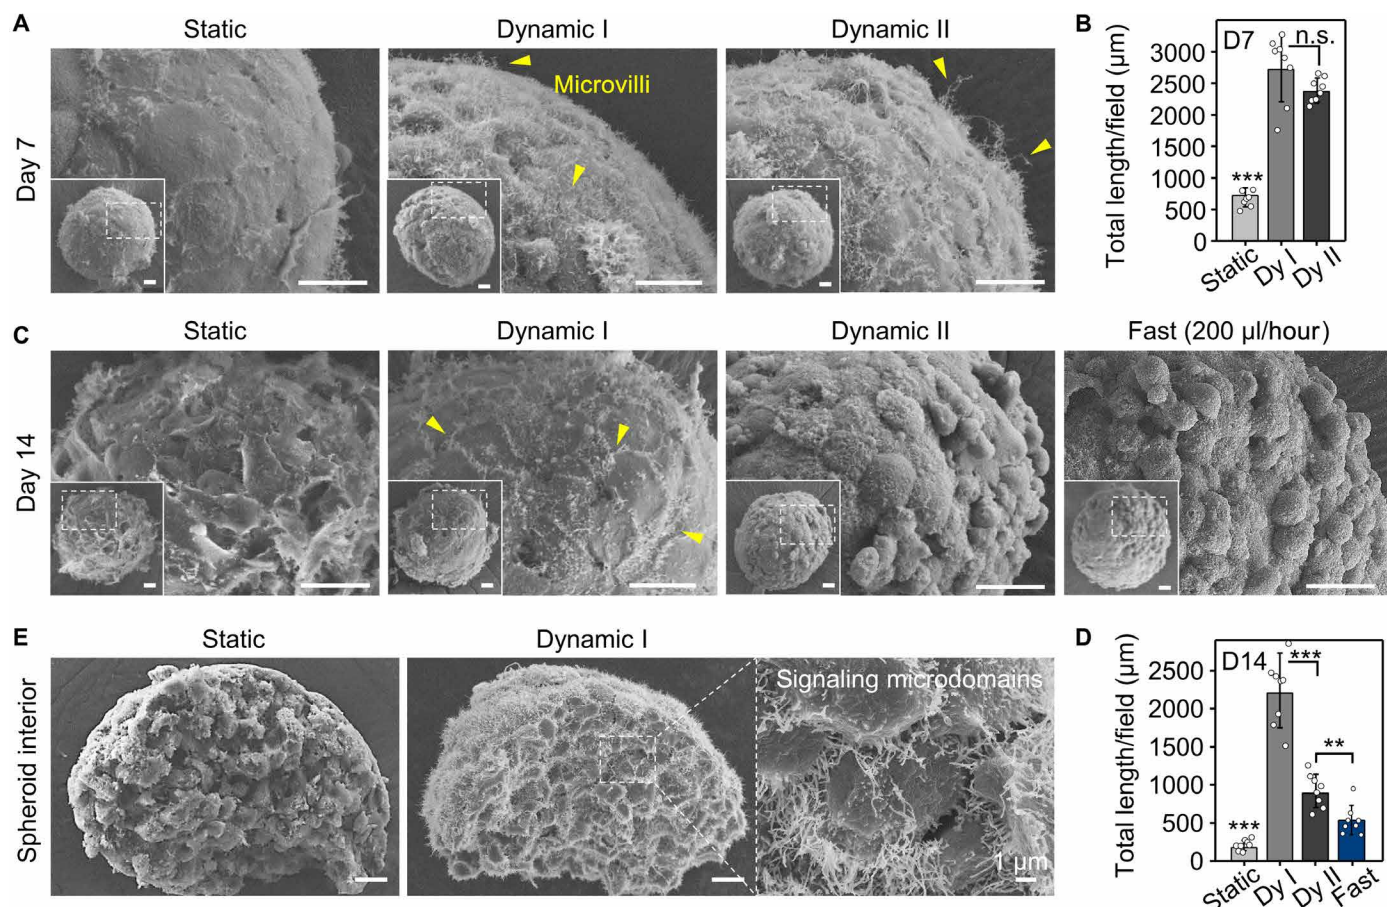 A
Static
Dynamic I
Dynamic II
Day 7
Microvilli
B
D7
n.s.
***
Total length/field (µm)
3000
2500
2000
1500
1000
500
0
Static
Dy I
Dy II
C
Static
Dynamic I
Dynamic II
Fast (200 µl/hour)
Day 14
E
Static
Dynamic I
Spheroid interior
Signaling microdomains
1 µm
D
D14
***
**
***
Total length/field (µm)
2500
2000
1500
1000
500
0
Static
Dy I
Dy II
Fast